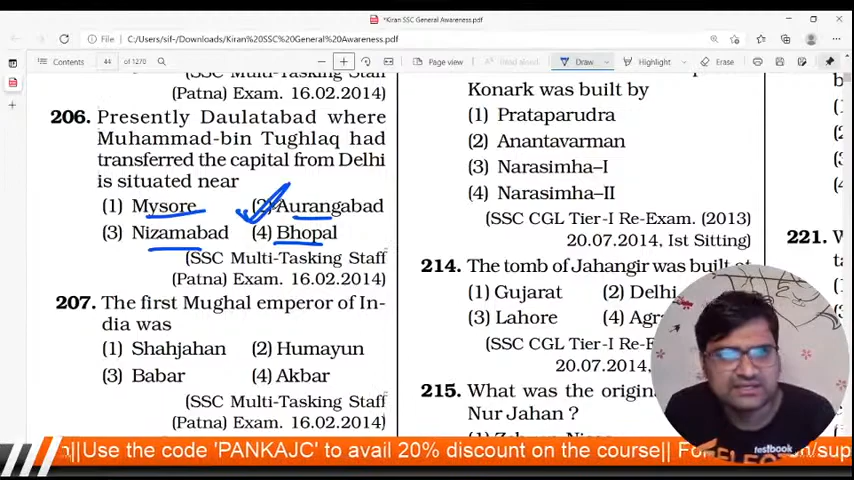 *Kiran SSC General Awareness.pdf
File
C:/Users/sif-/Downloads/Kiran%20SSC%20General%20Awareness.pdf
Contents
44 of 1270
Page view
Read aloud
Draw
Highlight
Erase
(SSC Multi-Tasking Staff
(Patna) Exam. 16.02.2014)
206. Presently Daulatabad where
Muhammad-bin Tughlaq had
transferred the capital from Delhi
is situated near
(1) Mysore (2) Aurangabad
(3) Nizamabad (4) Bhopal
(SSC Multi-Tasking Staff
(Patna) Exam. 16.02.2014)
207. The first Mughal emperor of In-
dia was
(1) Shahjahan (2) Humayun
(3) Babar (4) Akbar
(SSC Multi-Tasking Staff
(Patna) Exam. 16.02.2014)
Konark was built by
(1) Prataparudra
(2) Anantavarman
(3) Narasimha–I
(4) Narasimha–II
(SSC CGL Tier-I Re-Exam. (2013)
20.07.2014, Ist Sitting)
214. The tomb of Jahangir was built at
(1) Gujarat (2) Delhi
(3) Lahore (4) Agr
(SSC CGL Tier-I Re-E
20.07.20
215. What was the origin
Nur Jahan ?
221.
testbook
||Use the code 'PANKAJC' to avail 20% discount on the course|| F